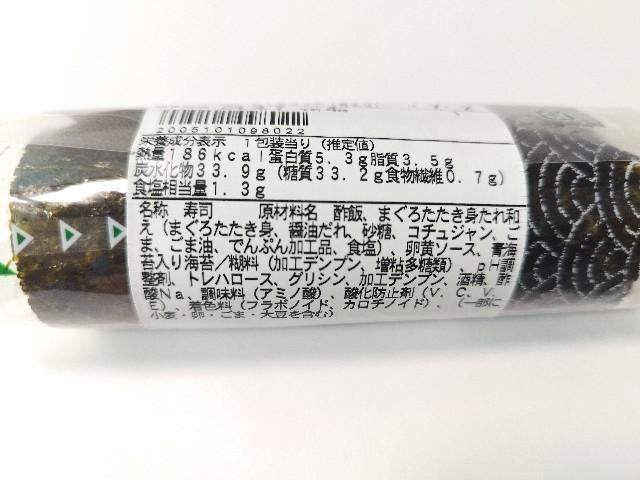 2005101098022
栄養成分表示 1包装当り(推定値)
熱量186kcal蛋白質5.3g脂質3.5g
炭水化物33.9g(糖質33.2g食物繊維0.7g)
食塩相当量1.3g
名称 寿司 原材料名 酢飯、まぐろたたき身たれ和
え(まぐろたたき身、醤油だれ、砂糖、コチュジャン、ご
ま、ごま油、でんぷん加工品、食塩)、卵黄ソース、青海
苔入り海苔/糊料(加工デンプン、増粘多糖類)、pH調
整剤、トレハロース、グリシン、加工デンプン、酒精、酢
酸Na、調味料(アミノ酸)、酸化防止剤(V.C、V.
E)、着色料(フラボノイド、カロチノイド)、(一部に
小麦・卵・ごま・大豆を含む)